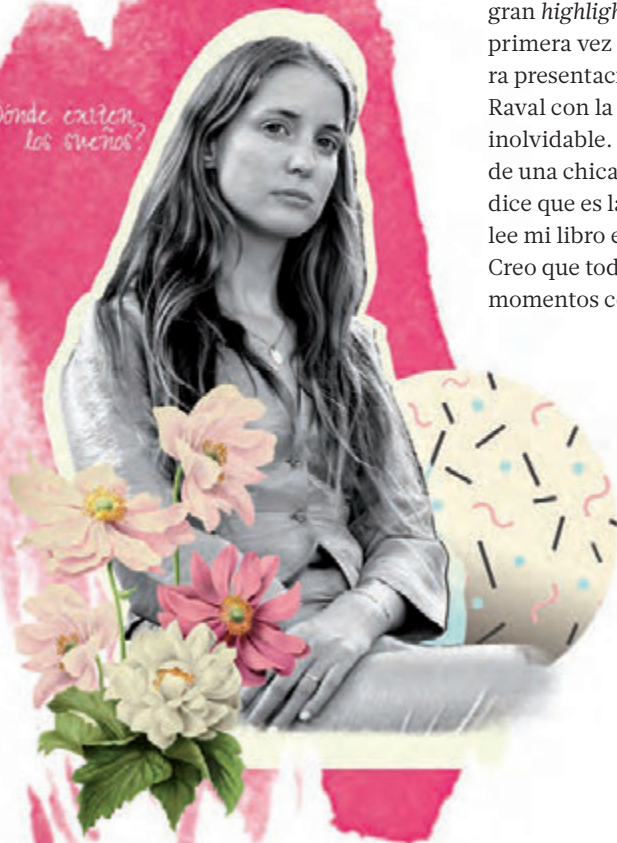 Dónde existen
los sueños?
gran highligh
primera vez
ra presentac
Raval con la
inolvidable.
de una chica
dice que es la
lee mi libro e
Creo que tod
momentos c